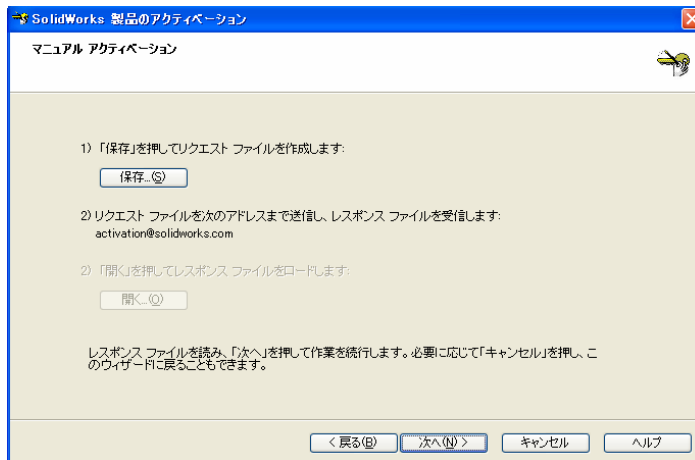 SolidWorks 製品のアクティベーション
マニュアル アクティベーション
1) 「保存」を押してリクエスト ファイルを作成します:
保存...(S)
2) リクエスト ファイルを次のアドレスまで送信し、レスポンス ファイルを受信します:
activation@solidworks.com
2) 「開く」を押してレスポンス ファイルをロードします:
開く...(O)
レスポンス ファイルを読み、「次へ」を押して作業を続行します。必要に応じて「キャンセル」を押し、こ
のウィザードに戻ることもできます。
< 戻る(B) 次へ(N) > キャンセル ヘルプ